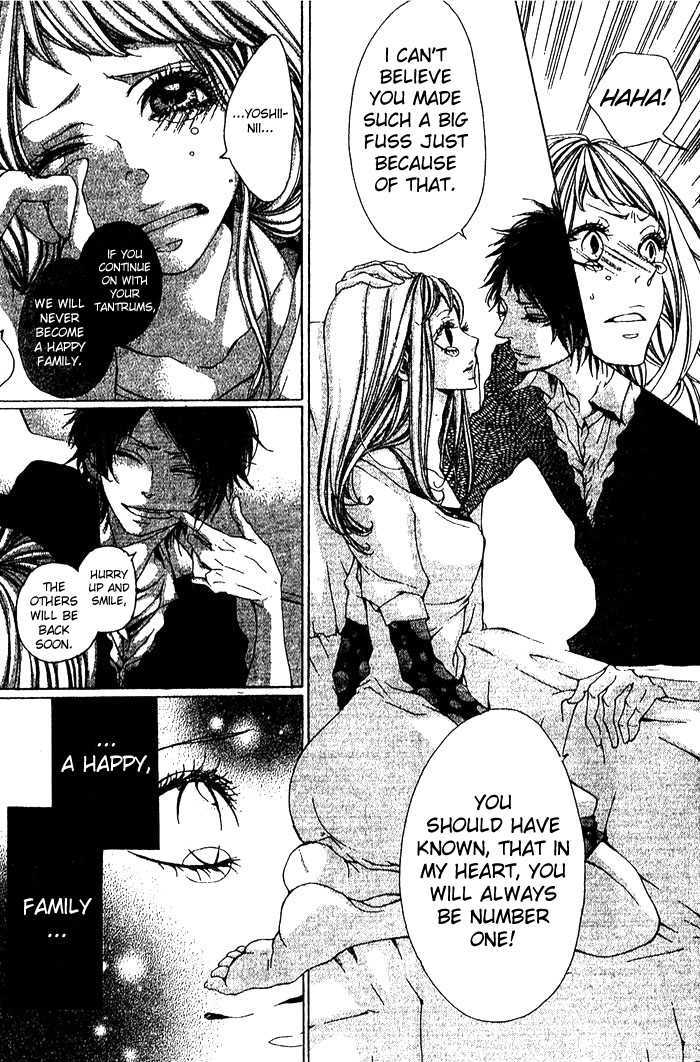 HAHA!
I CAN'T
BELIEVE
YOU MADE
SUCH A BIG
FUSS JUST
BECAUSE
OF THAT.
YOU
SHOULD HAVE
KNOWN, THAT IN
MY HEART, YOU
WILL ALWAYS
BE NUMBER
ONE!
...YOSHII-
NII...
IF YOU
CONTINUE
ON WITH
YOUR
TANTRUMS,
WE WILL
NEVER
BECOME
A HAPPY
FAMILY.
HURRY
UP AND
SMILE,
THE
OTHERS
WILL BE
BACK
SOON.
...
A HAPPY,
FAMILY
...